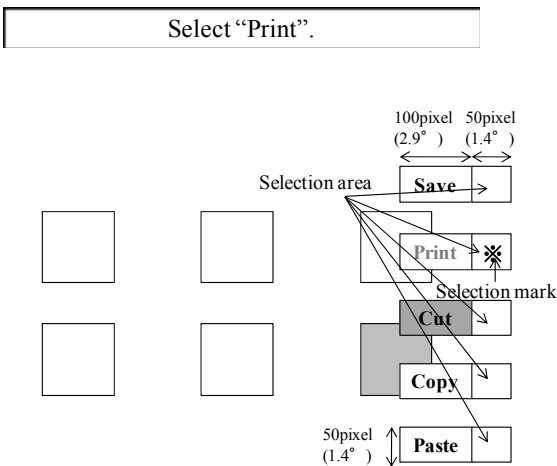 Select “Print”.
100pixel 50pixel
(2.9° ) (1.4° )
Selection area
Save
Print ※
Selection mark
Cut
Copy
50pixel
(1.4° )
Paste